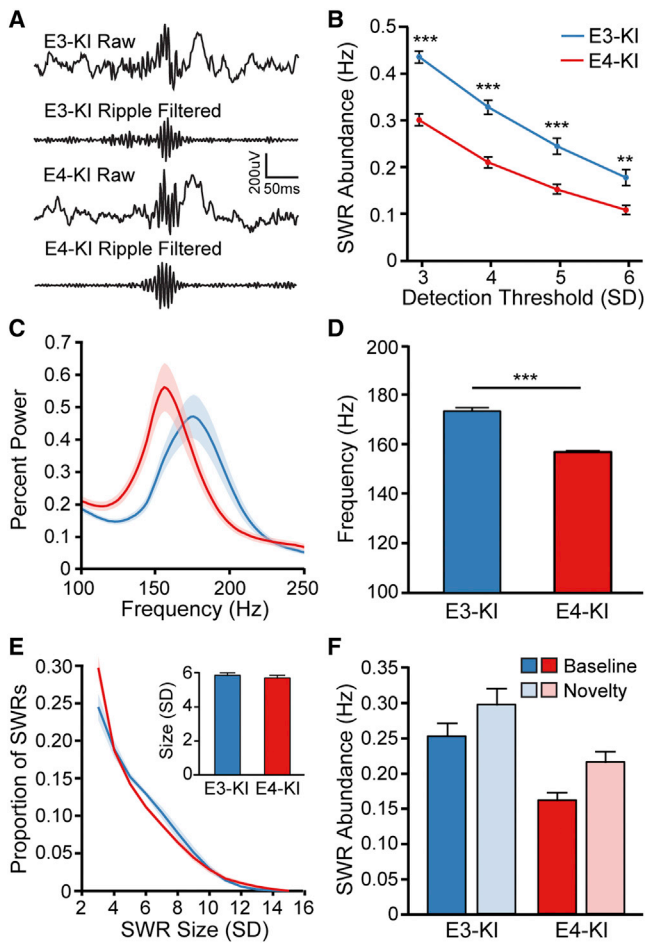 A
E3-KI Raw
E3-KI Ripple Filtered
E4-KI Raw
200uV
50ms
E4-KI Ripple Filtered
B
SWR Abundance (Hz)
0.5
0.4
0.3
0.2
0.1
0
***
***
***
**
E3-KI
E4-KI
3 4 5 6
Detection Threshold (SD)
C
Percent Power
0.7
0.6
0.5
0.4
0.3
0.2
0.1
0
100 150 200 250
Frequency (Hz)
D
Frequency (Hz)
200
180
160
140
120
100
***
E3-KI E4-KI
E
Proportion of SWRs
0.30
0.25
0.20
0.15
0.10
0.05
0
2 4 6 8 10 12 14 16
SWR Size (SD)
Size (SD)
6
4
2
0
E3-KI E4-KI
F
SWR Abundance (Hz)
0.35
0.30
0.25
0.20
0.15
0.10
0.05
0
Baseline
Novelty
E3-KI E4-KI